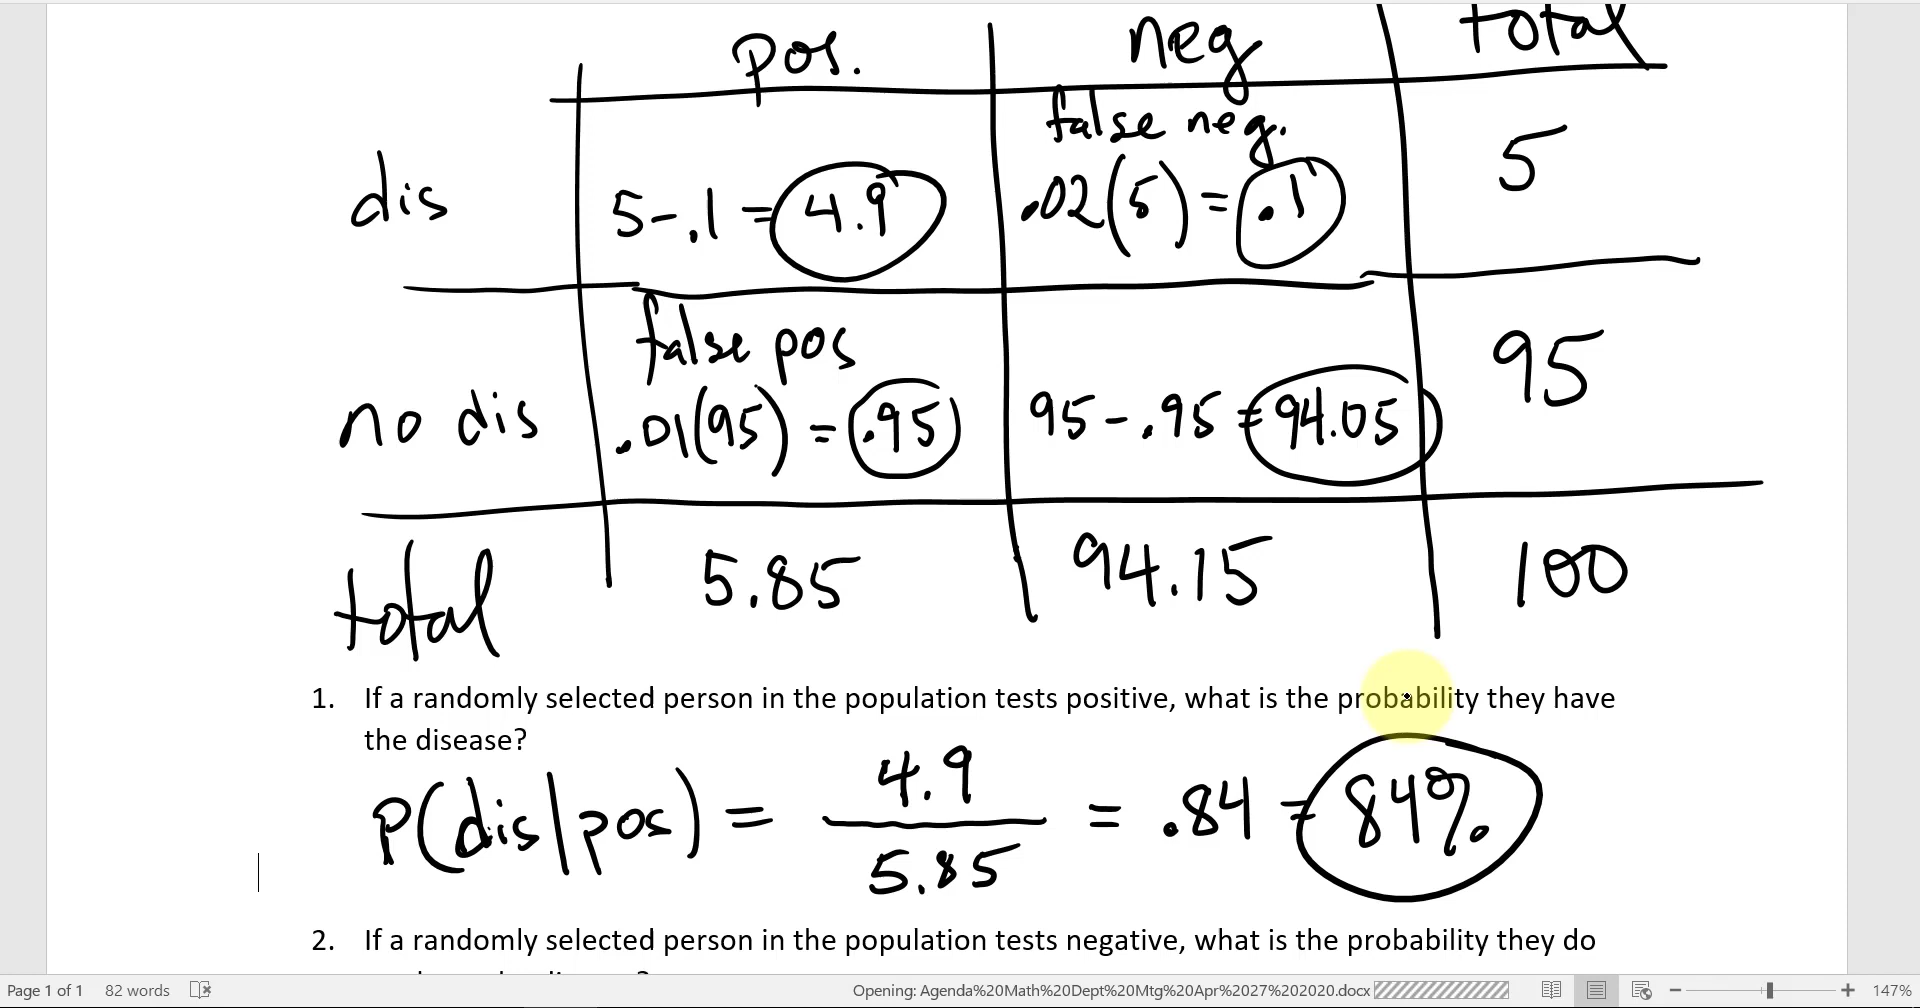 pos. neg total
false neg.
dis 5-.1 = 4.9 .02(5) = .1 5
false pos
no dis .01(95) = .95 95-.95 = 94.05 95
total 5.85 94.15 100
1. If a randomly selected person in the population tests positive, what is the probability they have
the disease?
P(dis|pos) = 4.9/5.85 = .84 = 84%
2. If a randomly selected person in the population tests negative, what is the probability they do
Page 1 of 1 82 words Opening: Agenda%20Math%20Dept%20Mtg%20Apr%2027%202020.docx 147%